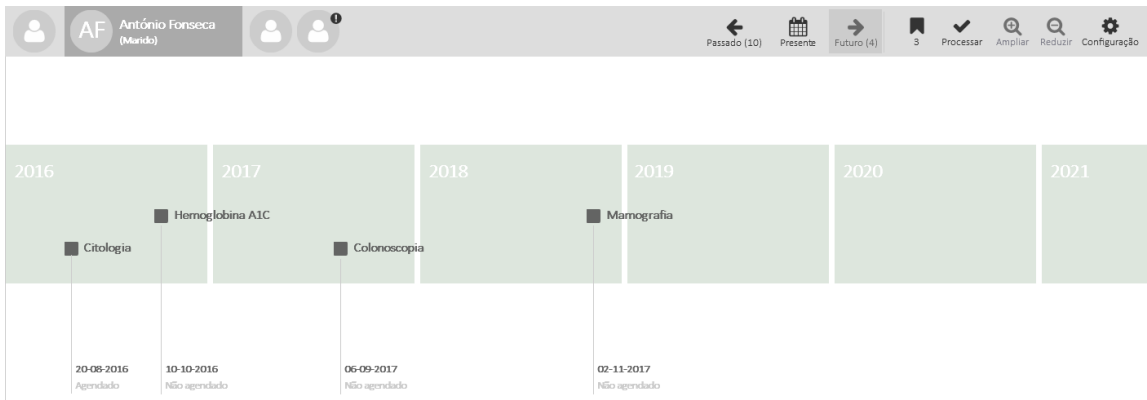 AF
António Fonseca
(Marido)
Passado (10)
Presente
Futuro (4)
3
Processar
Ampliar
Reduzir
Configuração
2016
2017
2018
2019
2020
2021
Hemoglobina A1C
Mamografia
Citologia
Colonoscopia
20-08-2016
Agendado
10-10-2016
Não agendado
06-09-2017
Não agendado
02-11-2017
Não agendado